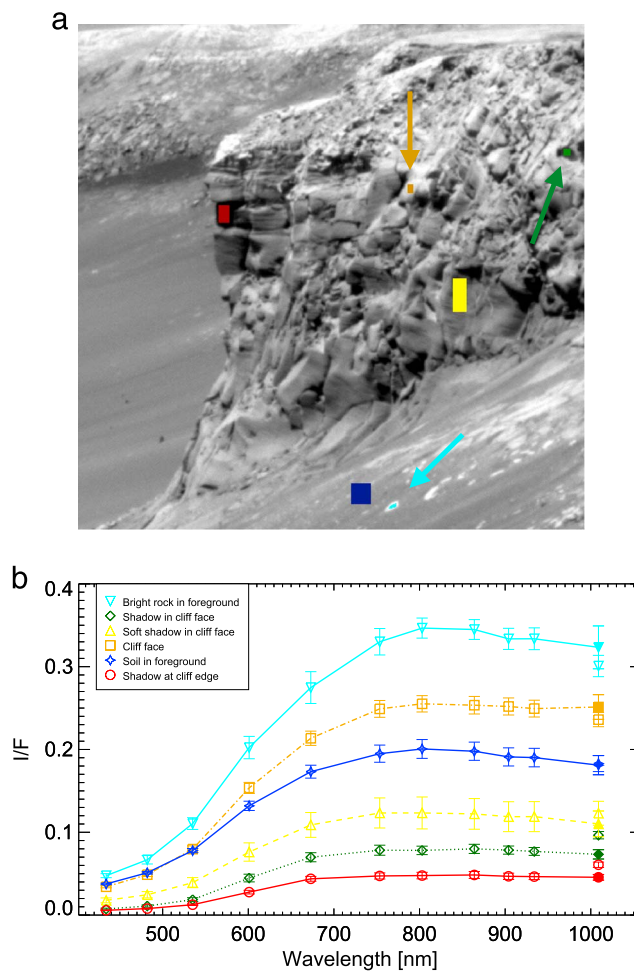 a
b
0.4
0.3
0.2
0.1
0.0
I/F
Bright rock in foreground
Shadow in cliff face
Soft shadow in cliff face
Cliff face
Soil in foreground
Shadow at cliff edge
500 600 700 800 900 1000
Wavelength [nm]